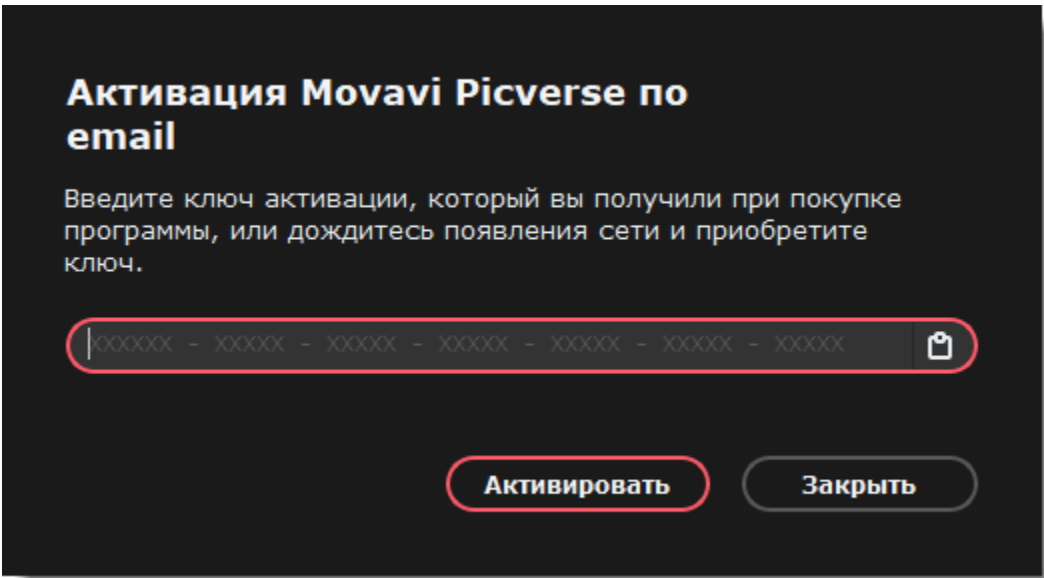 Активация Movavi Picverse по
email
Введите ключ активации, который вы получили при покупке
программы, или дождитесь появления сети и приобретите
ключ.
XXXXXX - XXXXX - XXXXX - XXXXX - XXXXX - XXXXX - XXXXX
Активировать Закрыть